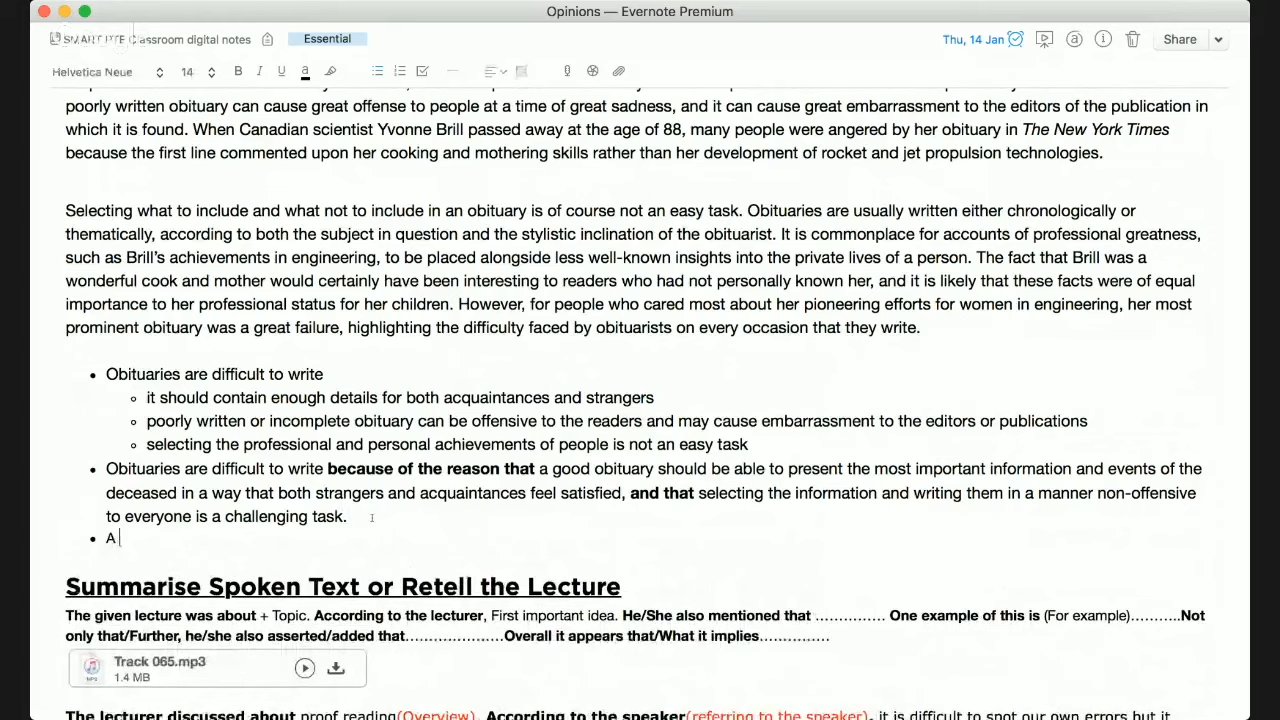 Opinions — Evernote Premium
SMART PTE classroom digital notes
Essential
Thu, 14 Jan
Share
Helvetica Neue
14
B I U a
poorly written obituary can cause great offense to people at a time of great sadness, and it can cause great embarrassment to the editors of the publication in
which it is found. When Canadian scientist Yvonne Brill passed away at the age of 88, many people were angered by her obituary in The New York Times
because the first line commented upon her cooking and mothering skills rather than her development of rocket and jet propulsion technologies.
Selecting what to include and what not to include in an obituary is of course not an easy task. Obituaries are usually written either chronologically or
thematically, according to both the subject in question and the stylistic inclination of the obituarist. It is commonplace for accounts of professional greatness,
such as Brill's achievements in engineering, to be placed alongside less well-known insights into the private lives of a person. The fact that Brill was a
wonderful cook and mother would certainly have been interesting to readers who had not personally known her, and it is likely that these facts were of equal
importance to her professional status for her children. However, for people who cared most about her pioneering efforts for women in engineering, her most
prominent obituary was a great failure, highlighting the difficulty faced by obituarists on every occasion that they write.
• Obituaries are difficult to write
◦ it should contain enough details for both acquaintances and strangers
◦ poorly written or incomplete obituary can be offensive to the readers and may cause embarrassment to the editors or publications
◦ selecting the professional and personal achievements of people is not an easy task
• Obituaries are difficult to write because of the reason that a good obituary should be able to present the most important information and events of the
deceased in a way that both strangers and acquaintances feel satisfied, and that selecting the information and writing them in a manner non-offensive
to everyone is a challenging task.
• A
Summarise Spoken Text or Retell the Lecture
The given lecture was about + Topic. According to the lecturer, First important idea. He/She also mentioned that …………… One example of this is (For example)………..Not
only that/Further, he/she also asserted/added that………………….Overall it appears that/What it implies……………
Track 065.mp3
1.4 MB
The lecturer discussed about proof reading(Overview). According to the speaker(referring to the speaker), it is difficult to spot our own errors but it